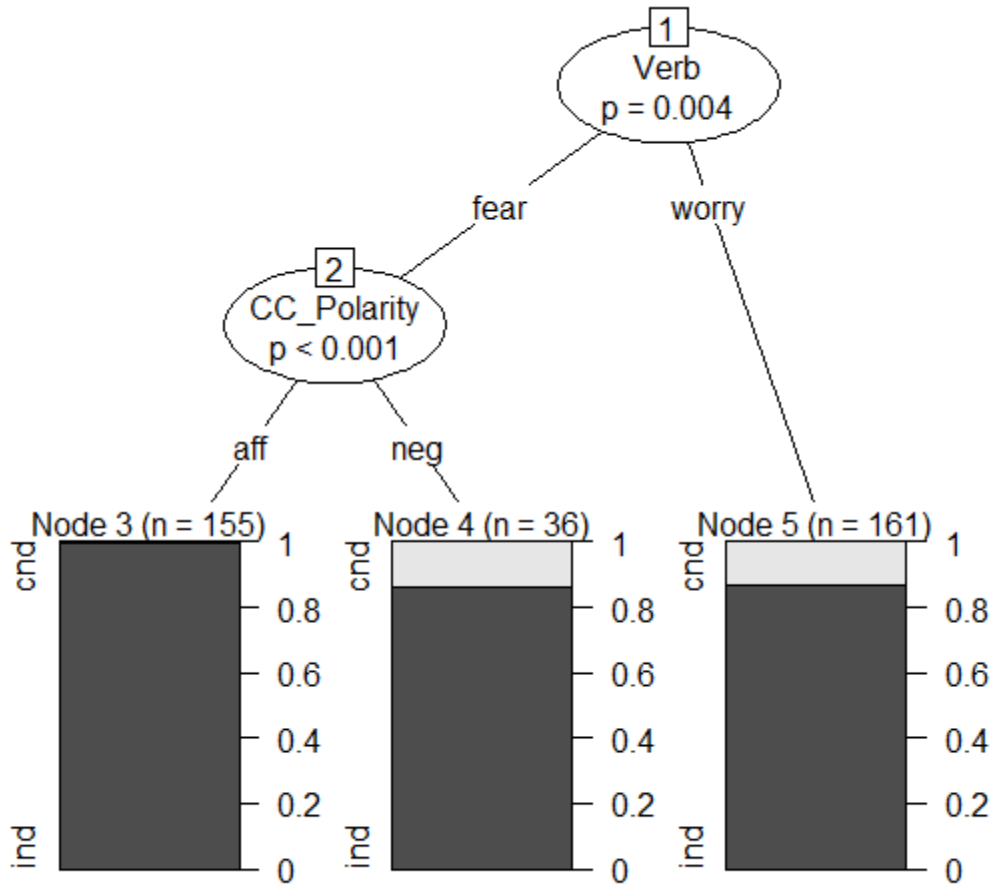 1
Verb
p = 0.004
fear
worry
2
CC_Polarity
p < 0.001
aff
neg
Node 3 (n = 155)
cnd
ind
1
0.8
0.6
0.4
0.2
0
Node 4 (n = 36)
cnd
ind
1
0.8
0.6
0.4
0.2
0
Node 5 (n = 161)
cnd
ind
1
0.8
0.6
0.4
0.2
0